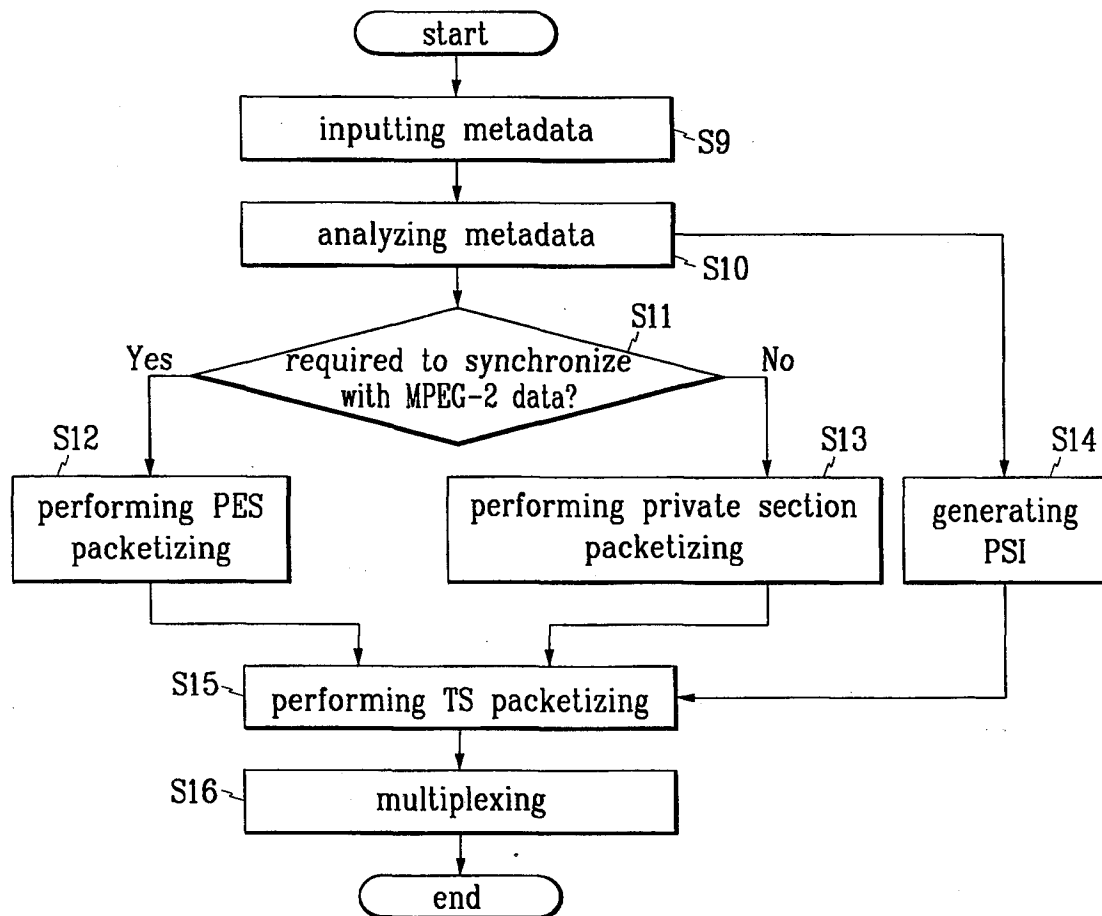 start
inputting metadata
S9
analyzing metadata
S10
S11
Yes
required to synchronize
with MPEG-2 data?
No
S12
performing PES
packetizing
S13
performing private section
packetizing
S14
generating
PSI
S15
performing TS packetizing
S16
multiplexing
end